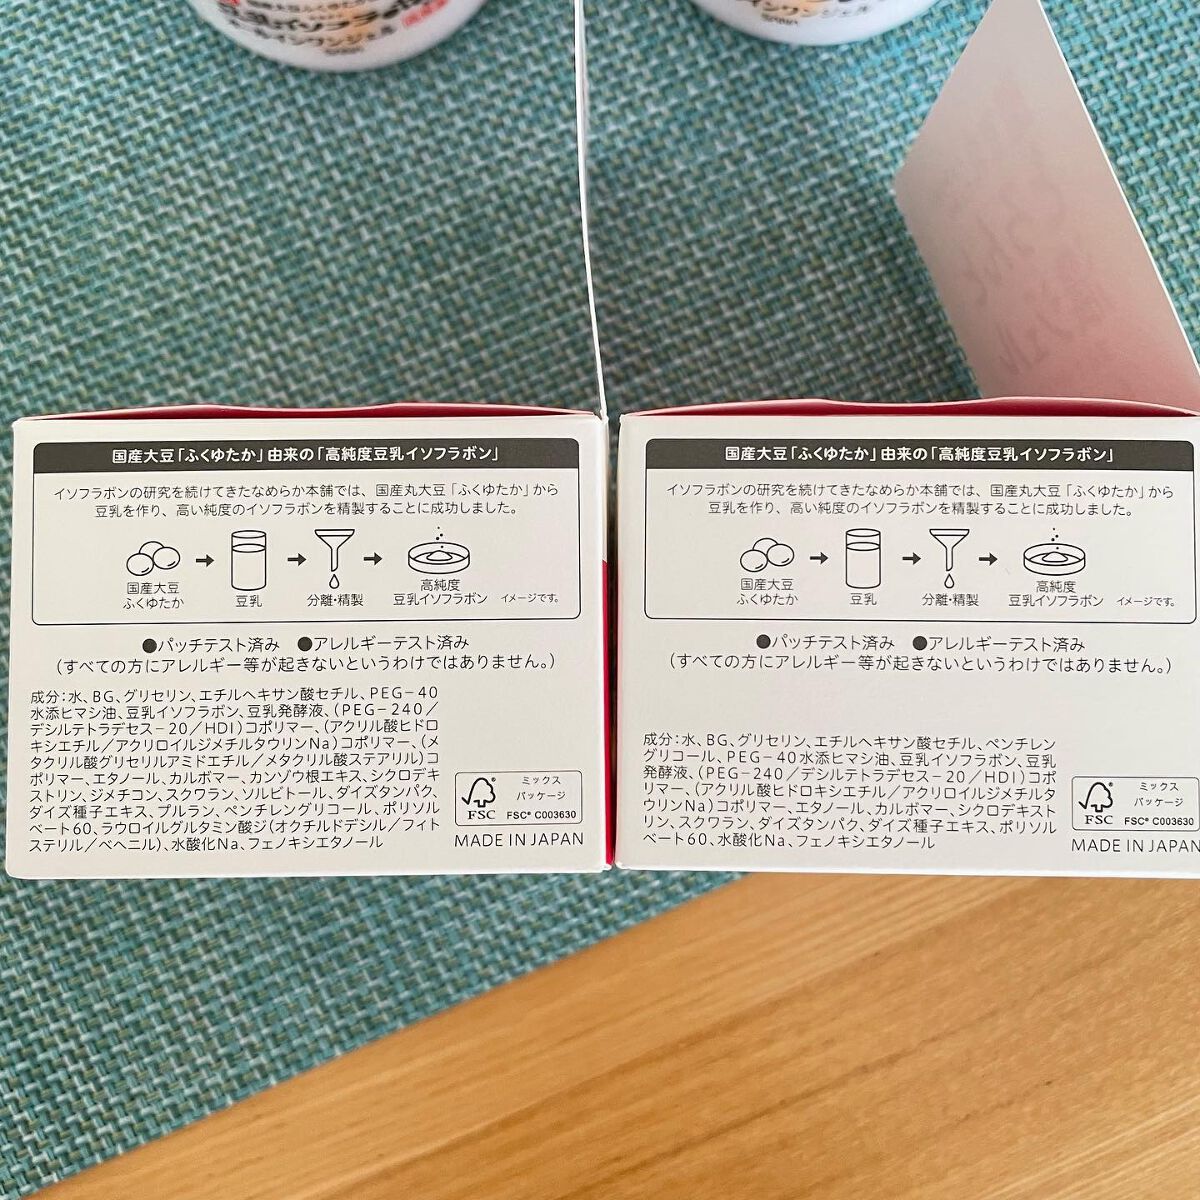 インワンジェル
インワンジェル
国産大豆「ふくゆたか」由来の「高純度豆乳イソフラボン」
イソフラボンの研究を続けてきたなめらか本舗では、国産丸大豆「ふくゆたか」から
豆乳を作り、高い純度のイソフラボンを精製することに成功しました。
国産大豆
ふくゆたか
豆乳
分離・精製
高純度
豆乳イソフラボン
イメージです。
●パッチテスト済み ●アレルギーテスト済み
(すべての方にアレルギー等が起きないというわけではありません。)
成分:水、BG、グリセリン、エチルヘキサン酸セチル、PEG-40
水添ヒマシ油、豆乳イソフラボン、豆乳発酵液、(PEG-240/
デシルテトラデセス-20/HDI)コポリマー、(アクリル酸ヒドロ
キシエチル/アクリロイルジメチルタウリンNa)コポリマー、(メ
タクリル酸グリセリルアミドエチル/メタクリル酸ステアリル)コ
ポリマー、エタノール、カルボマー、カンゾウ根エキス、シクロデキ
ストリン、ジメチコン、スクワラン、ソルビトール、ダイズタンパク、
ダイズ種子エキス、プルラン、ペンチレングリコール、ポリソル
ベート60、ラウロイルグルタミン酸ジ(オクチルドデシル/フィト
ステリル/ベヘニル)、水酸化Na、フェノキシエタノール
FSC
ミックス
パッケージ
FSC® C003630
MADE IN JAPAN
国産大豆「ふくゆたか」由来の「高純度豆乳イソフラボン」
イソフラボンの研究を続けてきたなめらか本舗では、国産丸大豆「ふくゆたか」から
豆乳を作り、高い純度のイソフラボンを精製することに成功しました。
国産大豆
ふくゆたか
豆乳
分離・精製
高純度
豆乳イソフラボン
イメージです。
●パッチテスト済み ●アレルギーテスト済み
(すべての方にアレルギー等が起きないというわけではありません。)
成分:水、BG、グリセリン、エチルヘキサン酸セチル、ペンチレン
グリコール、PEG-40水添ヒマシ油、豆乳イソフラボン、豆乳
発酵液、(PEG-240/デシルテトラデセス-20/HDI)コポ
リマー、(アクリル酸ヒドロキシエチル/アクリロイルジメチルタ
ウリンNa)コポリマー、エタノール、カルボマー、シクロデキスト
リン、スクワラン、ダイズタンパク、ダイズ種子エキス、ポリソル
ベート60、水酸化Na、フェノキシエタノール
FSC
ミックス
パッケージ
FSC® C003630
MADE IN JAPAN